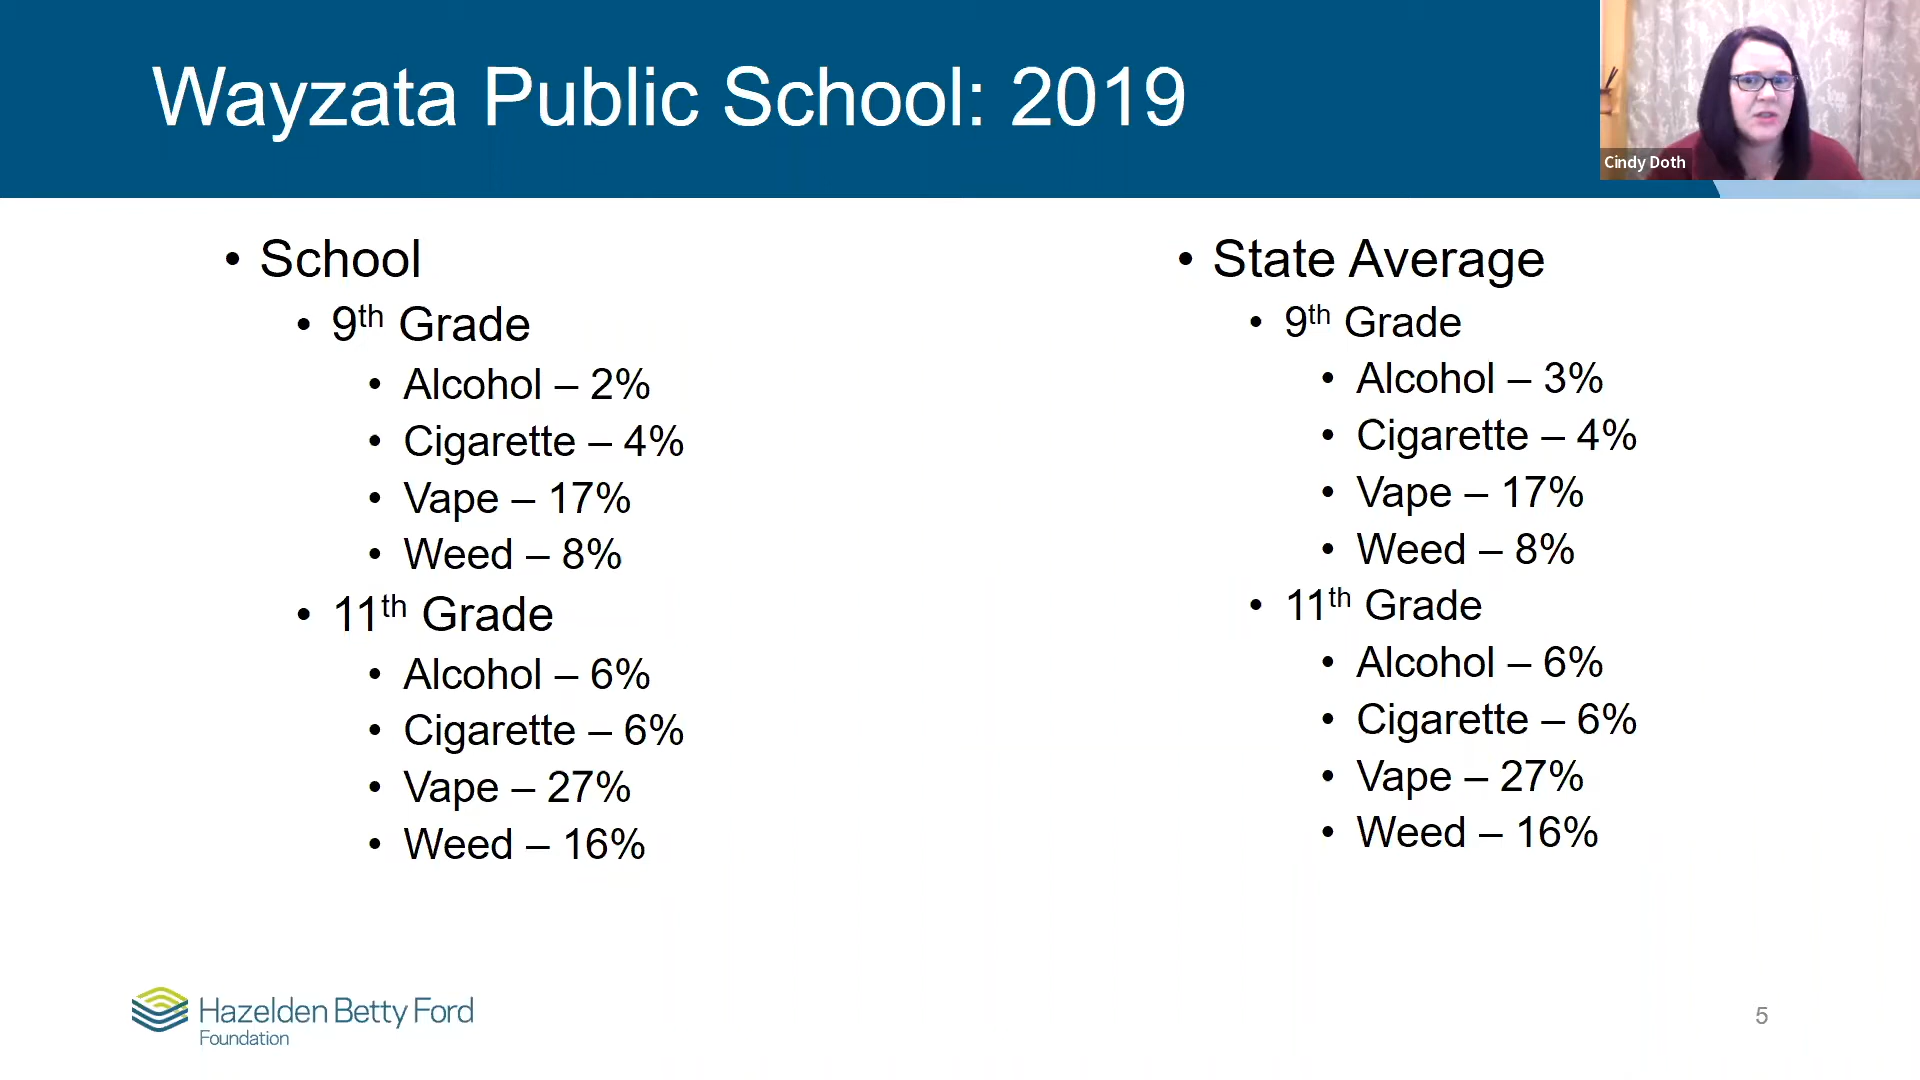 Wayzata Public School: 2019
Cindy Doth
• School
• 9th Grade
• Alcohol – 2%
• Cigarette – 4%
• Vape – 17%
• Weed – 8%
• 11th Grade
• Alcohol – 6%
• Cigarette – 6%
• Vape – 27%
• Weed – 16%
• State Average
• 9th Grade
• Alcohol – 3%
• Cigarette – 4%
• Vape – 17%
• Weed – 8%
• 11th Grade
• Alcohol – 6%
• Cigarette – 6%
• Vape – 27%
• Weed – 16%
Hazelden Betty Ford
Foundation
5